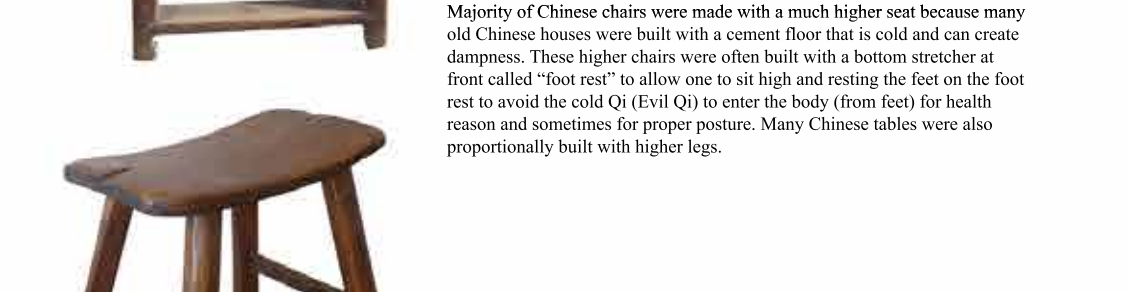 Majority of Chinese chairs were made with a much higher seat because many
old Chinese houses were built with a cement floor that is cold and can create
dampness. These higher chairs were often built with a bottom stretcher at
front called “foot rest” to allow one to sit high and resting the feet on the foot
rest to avoid the cold Qi (Evil Qi) to enter the body (from feet) for health
reason and sometimes for proper posture. Many Chinese tables were also
proportionally built with higher legs.